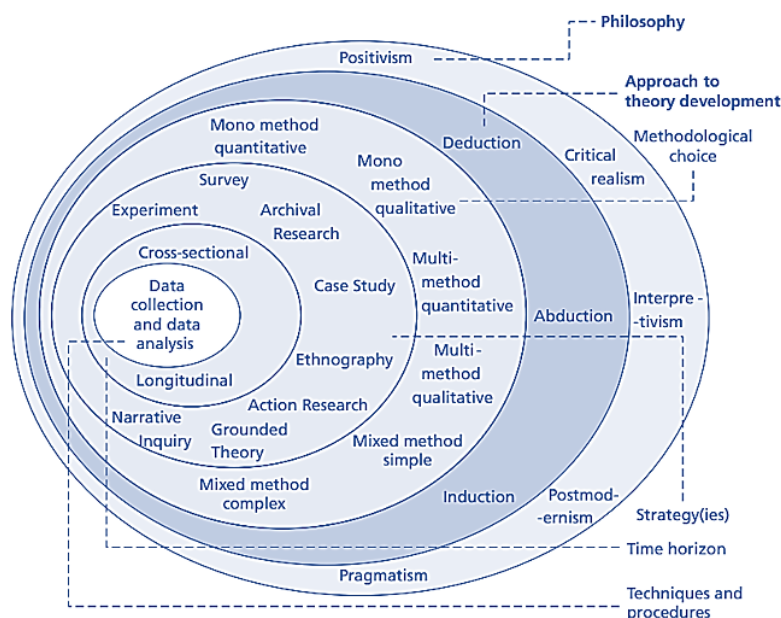 Philosophy
Positivism
Approach to
theory development
Mono method
quantitative
Deduction
Methodological
choice
Critical
realism
Mono
method
qualitative
Survey
Experiment
Archival
Research
Cross-sectional
Multi-
method
quantitative
Case Study
Data
collection
and data
analysis
Interpre -
-tivism
Abduction
Ethnography
Multi-
method
qualitative
Longitudinal
Action Research
Narrative
Inquiry
Grounded
Theory
Mixed method
simple
Mixed method
complex
Induction
Postmod-
-ernism
Strategy(ies)
Time horizon
Pragmatism
Techniques and
procedures